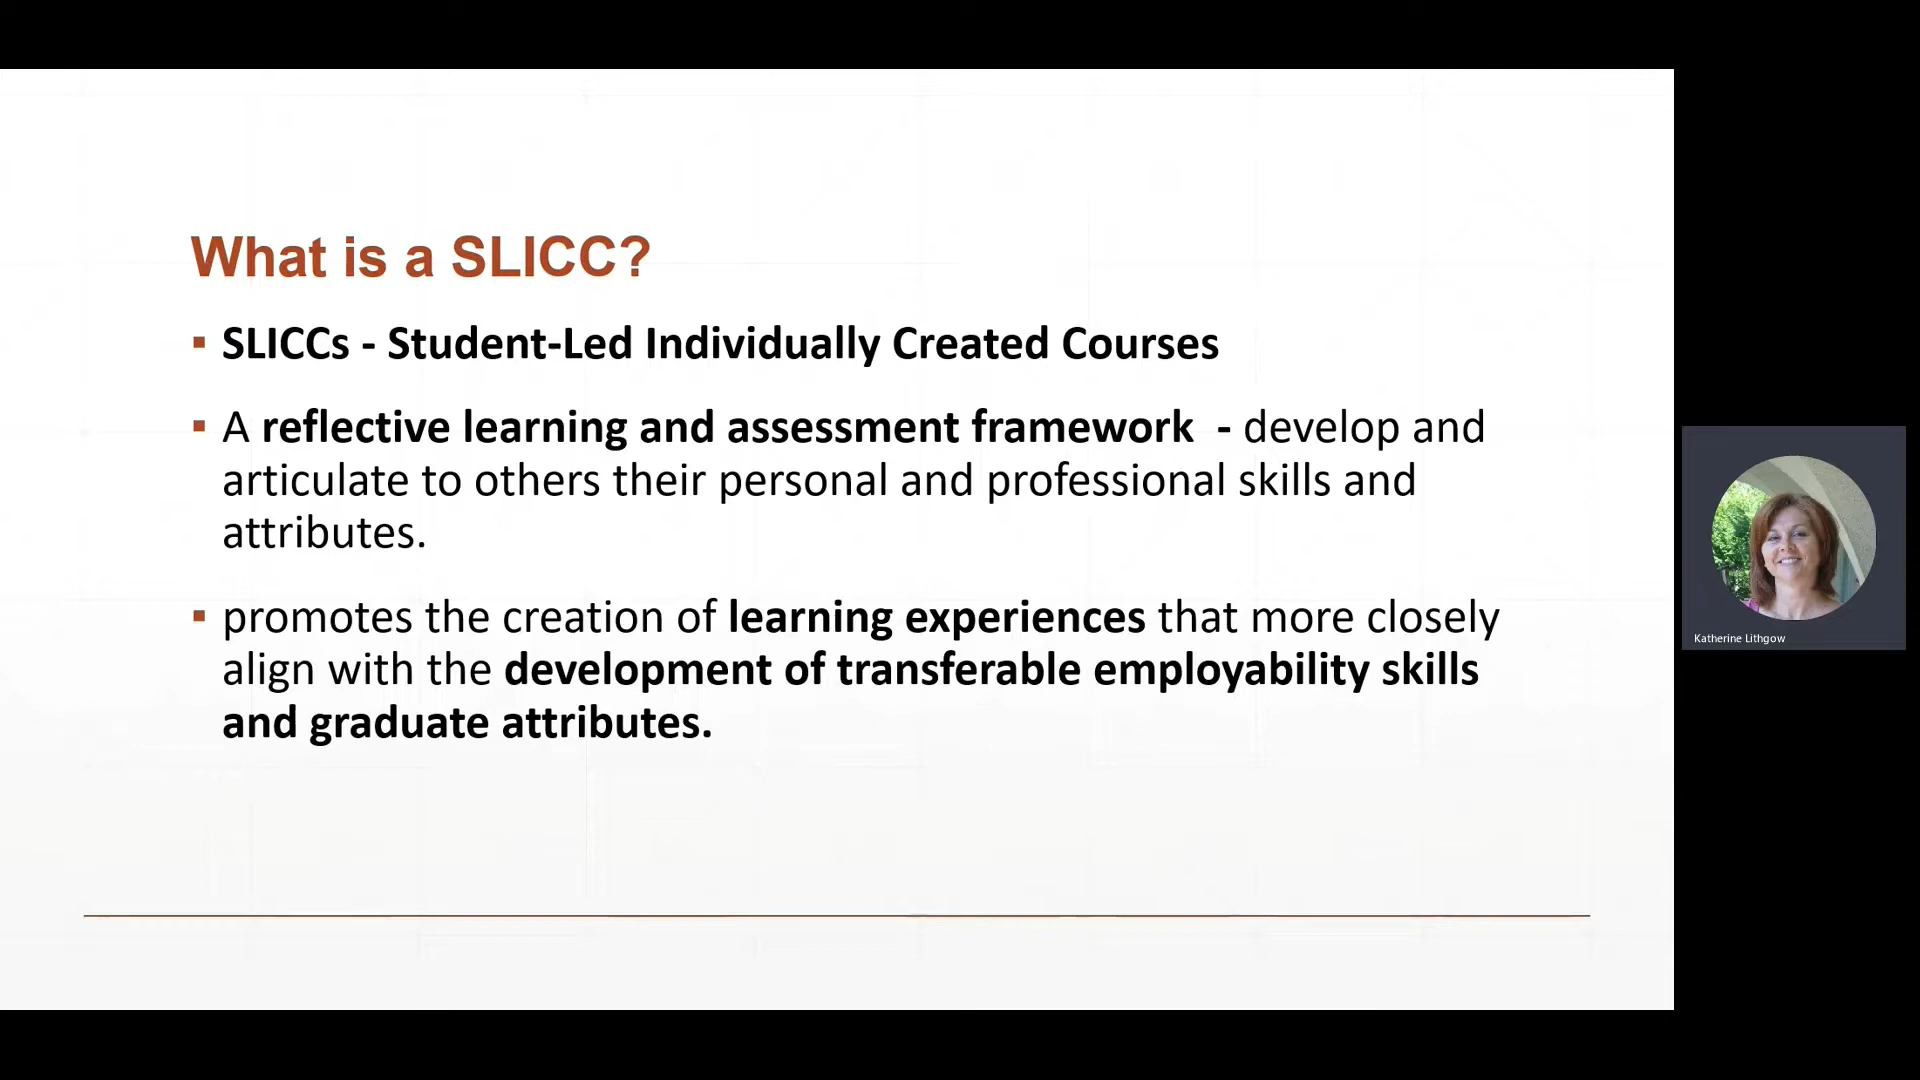 What is a SLICC?
▪ SLICCs - Student-Led Individually Created Courses
▪ A reflective learning and assessment framework - develop and
articulate to others their personal and professional skills and
attributes.
▪ promotes the creation of learning experiences that more closely
align with the development of transferable employability skills
and graduate attributes.
Katherine Lithgow